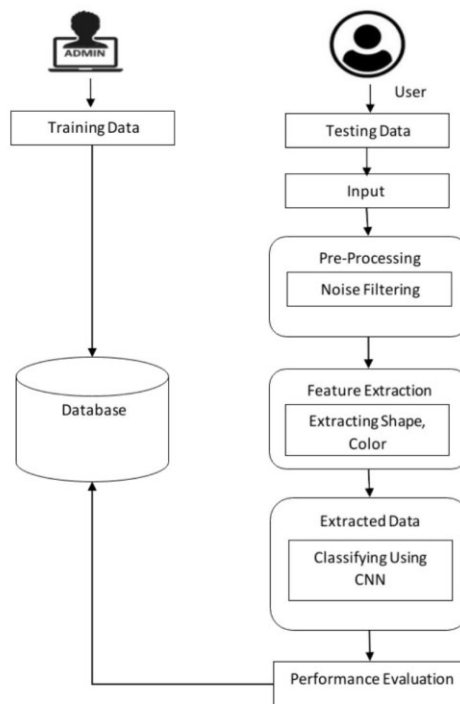 ADMIN
User
Training Data
Testing Data
Input
Pre-Processing
Noise Filtering
Feature Extraction
Extracting Shape,
Color
Database
Extracted Data
Classifying Using
CNN
Performance Evaluation